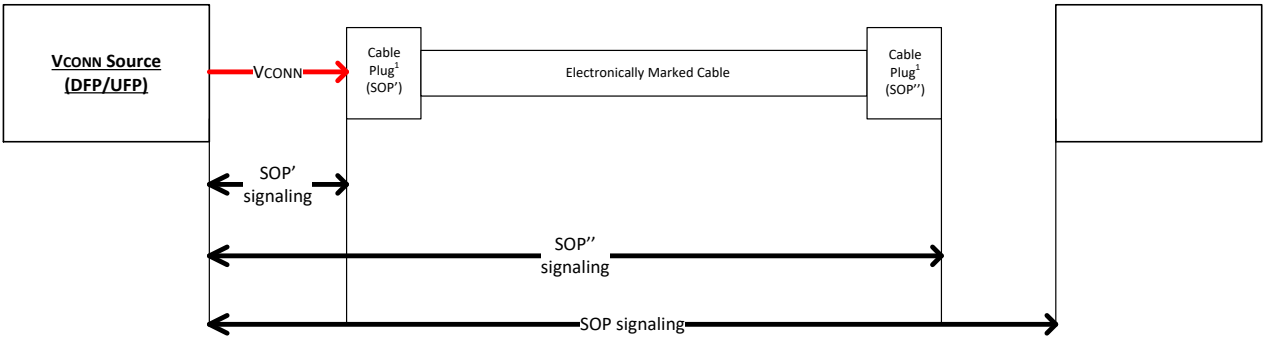 VCONN Source
(DFP/UFP)
VCONN
Cable
Plug¹
(SOP’)
Electronically Marked Cable
Cable
Plug¹
(SOP’’)
SOP’
signaling
SOP’’
signaling
SOP signaling